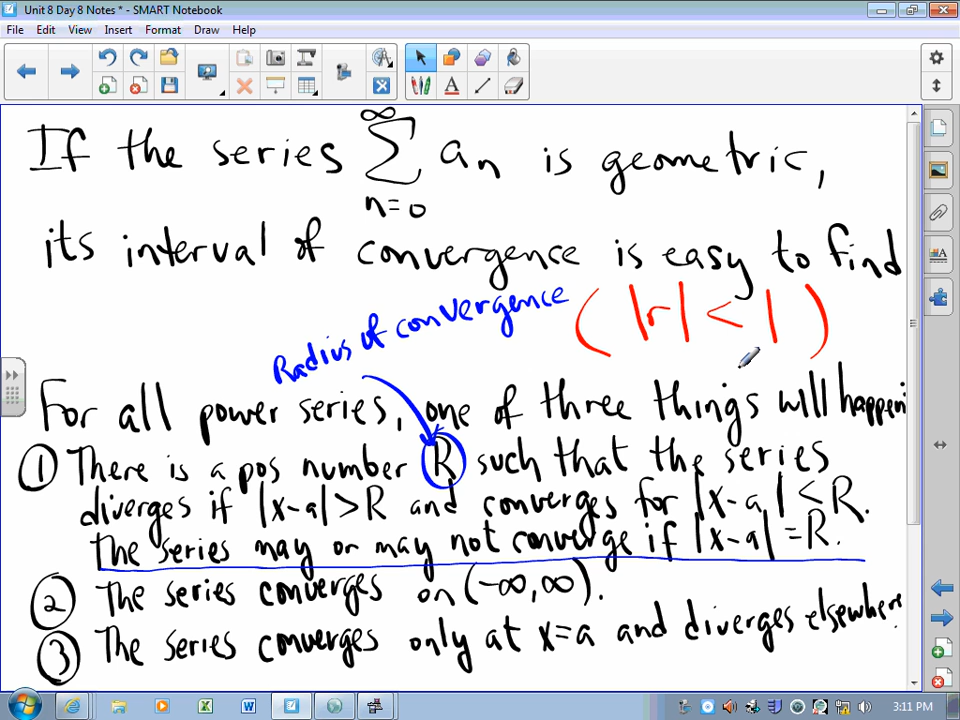 Unit 8 Day 8 Notes * - SMART Notebook
File Edit View Insert Format Draw Help
If the series ∞∑n=0 an is geometric,
its interval of convergence is easy to find
(|r| < 1)
Radius of convergence
For all power series, one of three things will happen
① There is a pos number R such that the series
diverges if |x-a| > R and converges for |x-a| < R.
The series may or may not converge if |x-a| = R.
② The series converges on (-∞, ∞).
③ The series converges only at x=a and diverges elsewhere.
3:11 PM